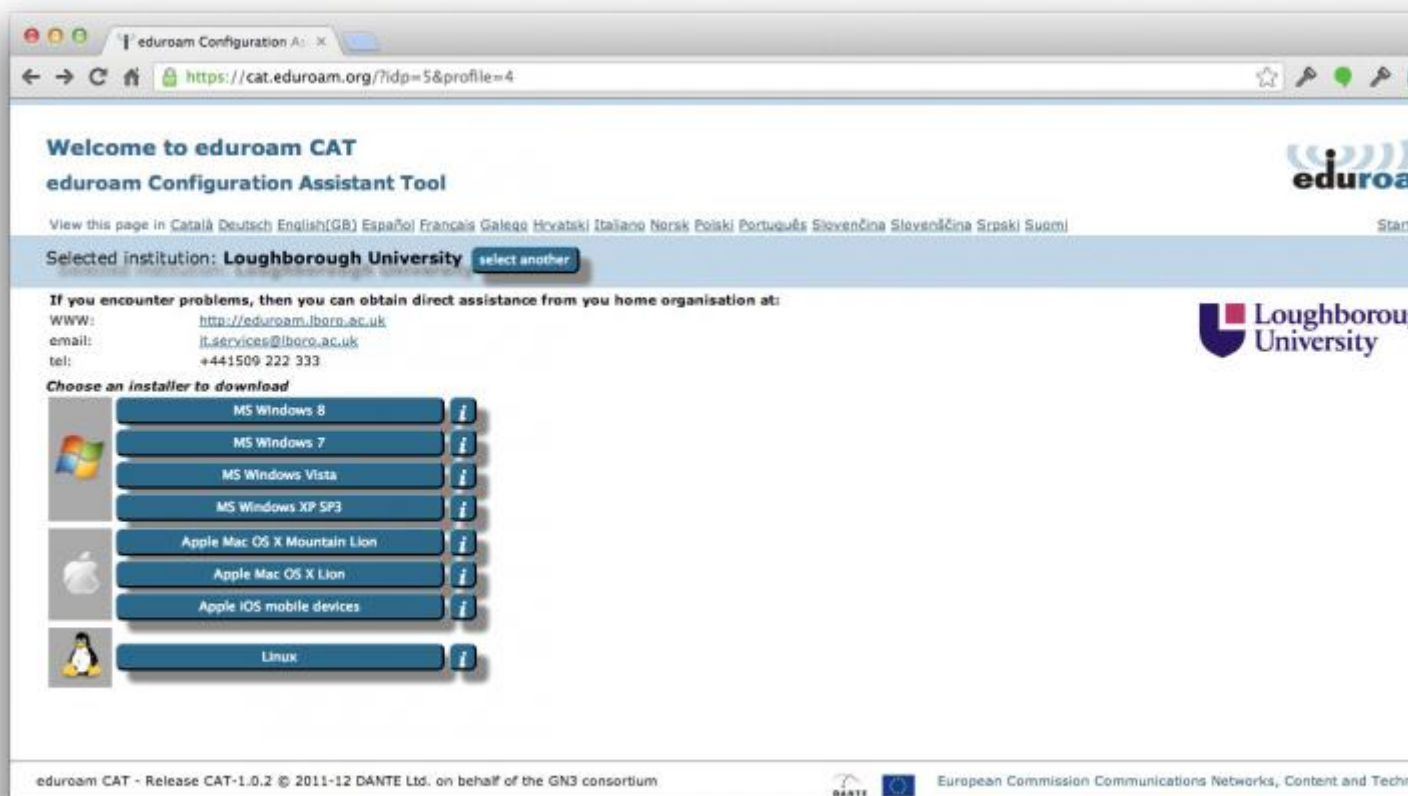 eduroam Configuration A
https://cat.eduroam.org/?idp=5&profile=4
Welcome to eduroam CAT
eduroam Configuration Assistant Tool
eduroa
View this page in Català Deutsch English(GB) Español Français Galego Hrvatski Italiano Norsk Polski Português Slovenčina Slovenščina Srpski Suomi
Start
Selected institution: Loughborough University select another
If you encounter problems, then you can obtain direct assistance from you home organisation at:
WWW: http://eduroam.lboro.ac.uk
email: it.services@lboro.ac.uk
tel: +441509 222 333
Loughboroug
University
Choose an installer to download
MS Windows 8 i
MS Windows 7 i
MS Windows Vista i
MS Windows XP SP3 i
Apple Mac OS X Mountain Lion i
Apple Mac OS X Lion i
Apple iOS mobile devices i
Linux i
eduroam CAT - Release CAT-1.0.2 © 2011-12 DANTE Ltd. on behalf of the GN3 consortium
DANTE
European Commission Communications Networks, Content and Techn